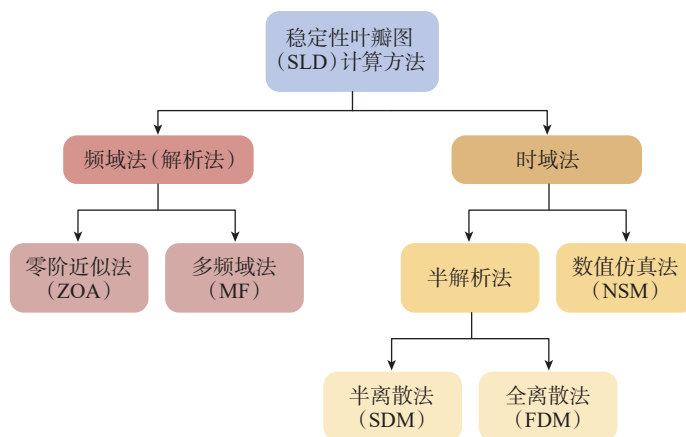 稳定性叶瓣图
（SLD）计算方法
频域法（解析法）
时域法
零阶近似法
（ZOA）
多频域法
（MF）
半解析法
数值仿真法
（NSM）
半离散法
（SDM）
全离散法
（FDM）